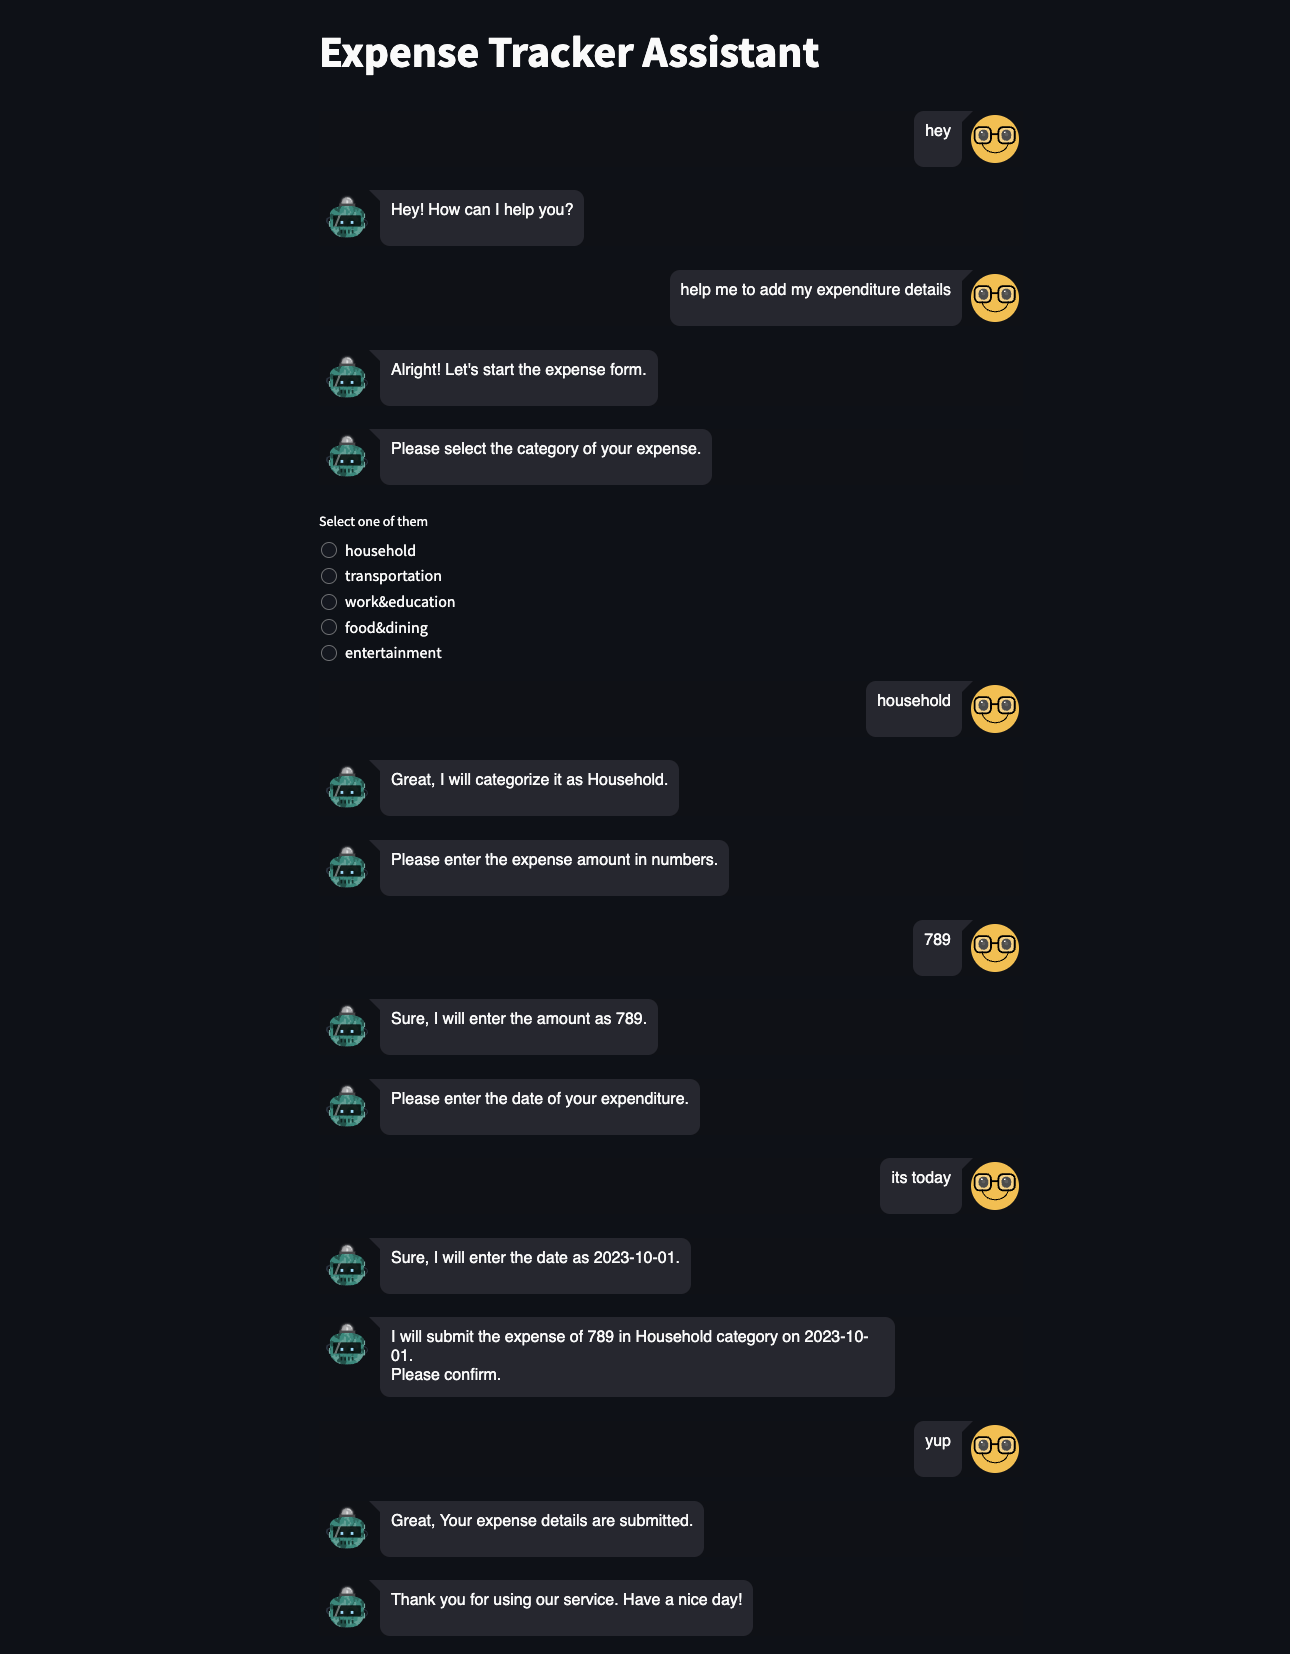 Expense Tracker Assistant
hey
Hey! How can I help you?
help me to add my expenditure details
Alright! Let's start the expense form.
Please select the category of your expense.
Select one of them
household
transportation
work&education
food&dining
entertainment
household
Great, I will categorize it as Household.
Please enter the expense amount in numbers.
789
Sure, I will enter the amount as 789.
Please enter the date of your expenditure.
its today
Sure, I will enter the date as 2023-10-01.
I will submit the expense of 789 in Household category on 2023-10-
01.
Please confirm.
yup
Great, Your expense details are submitted.
Thank you for using our service. Have a nice day!